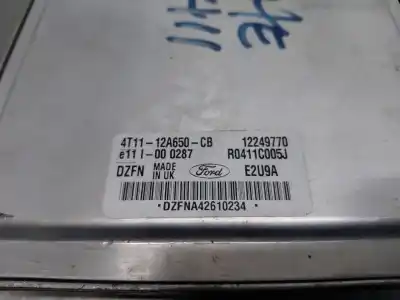 4T11-12A650-CB 12249770
e11 I-00 0287 R0411C005J
DZFN MADE IN UK Ford E2U9A
*DZFNA42610234*